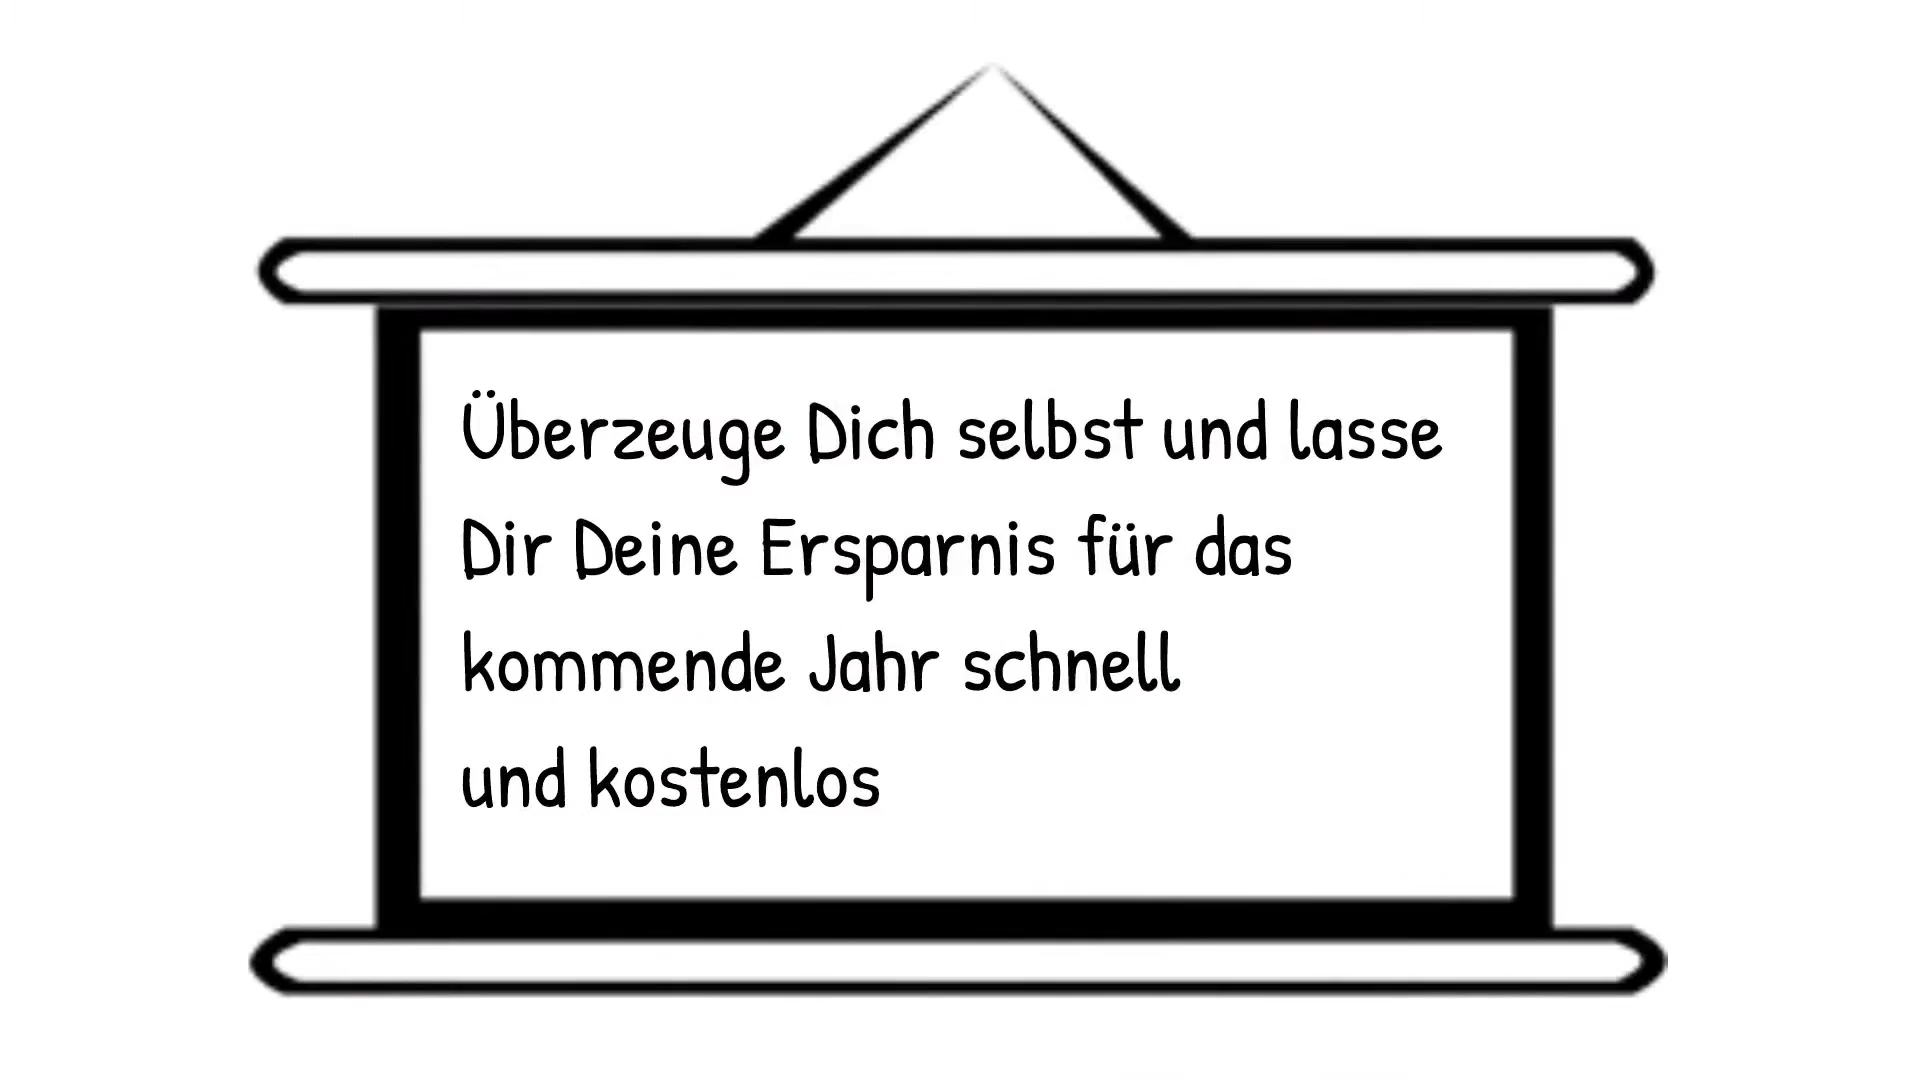 Überzeuge Dich selbst und lasse
Dir Deine Ersparnis für das
kommende Jahr schnell
und kostenlos